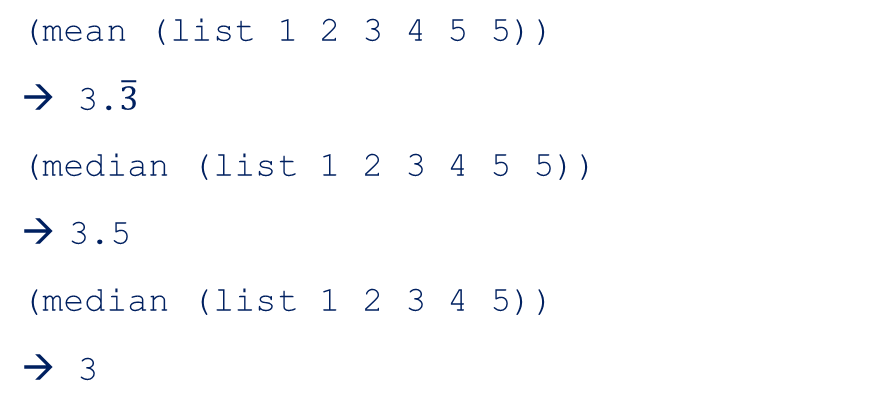 (mean (list 1 2 3 4 5 5))
→ 3.3̅
(median (list 1 2 3 4 5 5))
→ 3.5
(median (list 1 2 3 4 5))
→ 3